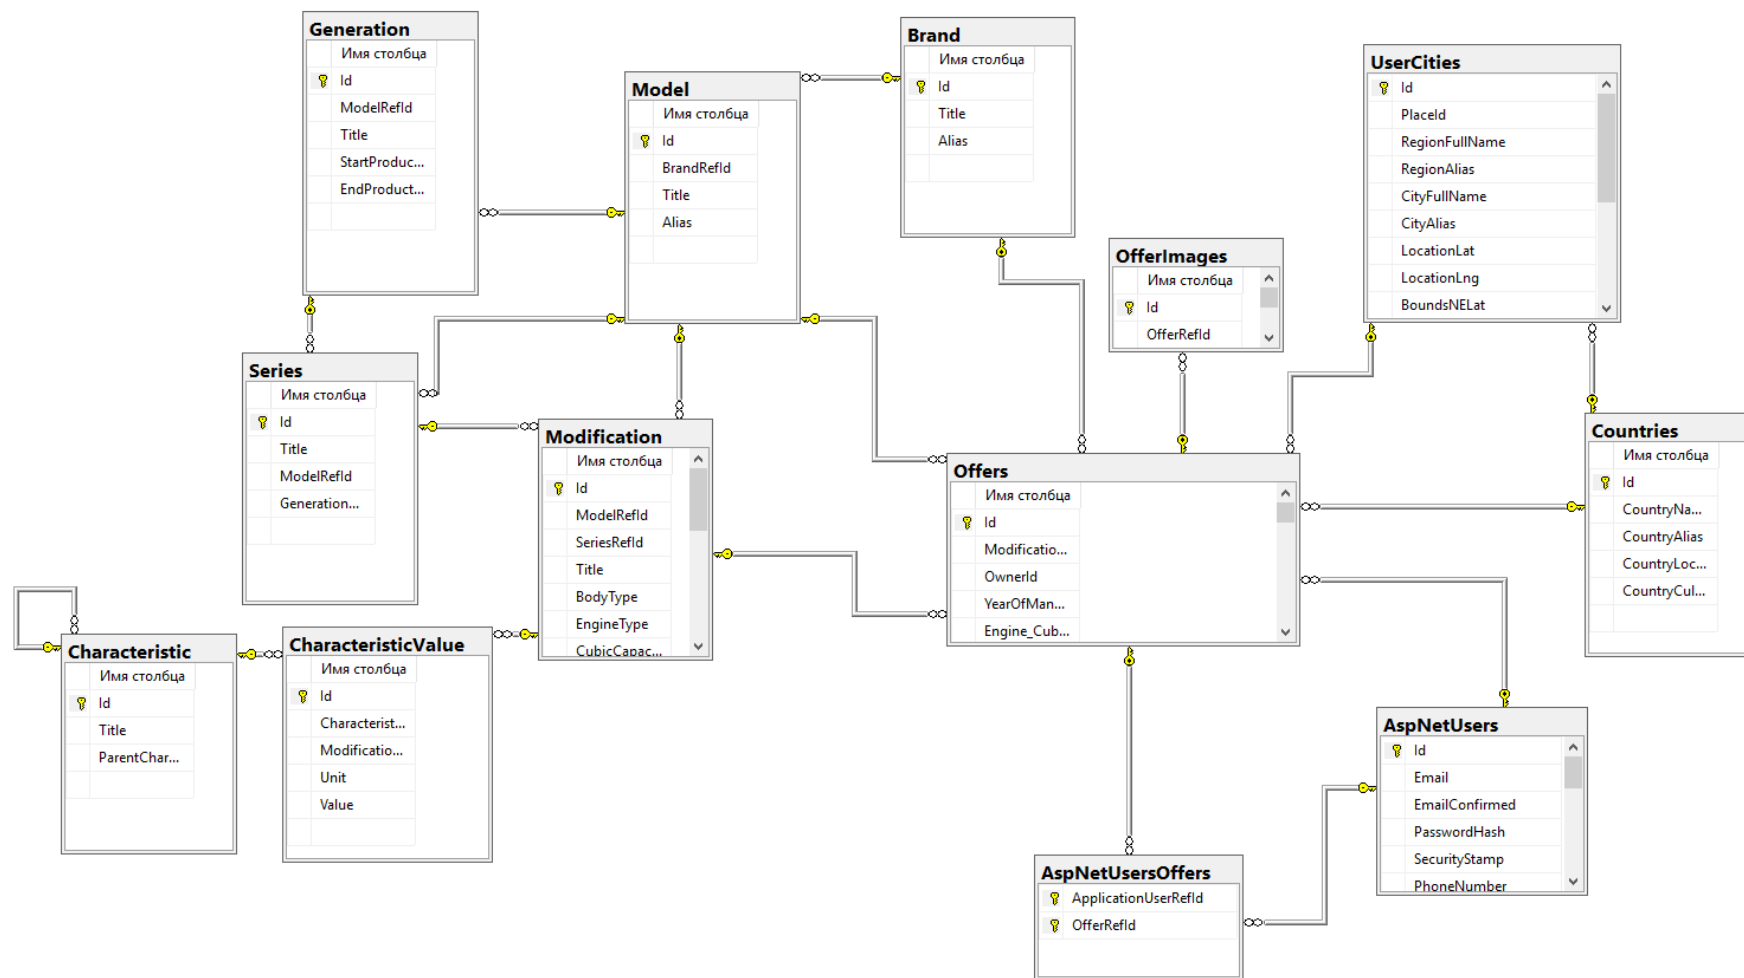 Generation
Имя столбца
Id
ModelRefId
Title
StartProduc...
EndProduct...
Model
Имя столбца
Id
BrandRefId
Title
Alias
Brand
Имя столбца
Id
Title
Alias
UserCities
Id
PlaceId
RegionFullName
RegionAlias
CityFullName
CityAlias
LocationLat
LocationLng
BoundsNELat
OfferImages
Имя столбца
Id
OfferRefId
Series
Имя столбца
Id
Title
ModelRefId
Generation...
Modification
Имя столбца
Id
ModelRefId
SeriesRefId
Title
BodyType
EngineType
CubicCapac...
Offers
Имя столбца
Id
Modificatio...
OwnerId
YearOfMan...
Engine_Cub...
Countries
Имя столбца
Id
CountryNa...
CountryAlias
CountryLoc...
CountryCul...
Characteristic
Имя столбца
Id
Title
ParentChar...
CharacteristicValue
Имя столбца
Id
Characterist...
Modificatio...
Unit
Value
AspNetUsers
Id
Email
EmailConfirmed
PasswordHash
SecurityStamp
PhoneNumber
AspNetUsersOffers
ApplicationUserRefId
OfferRefId